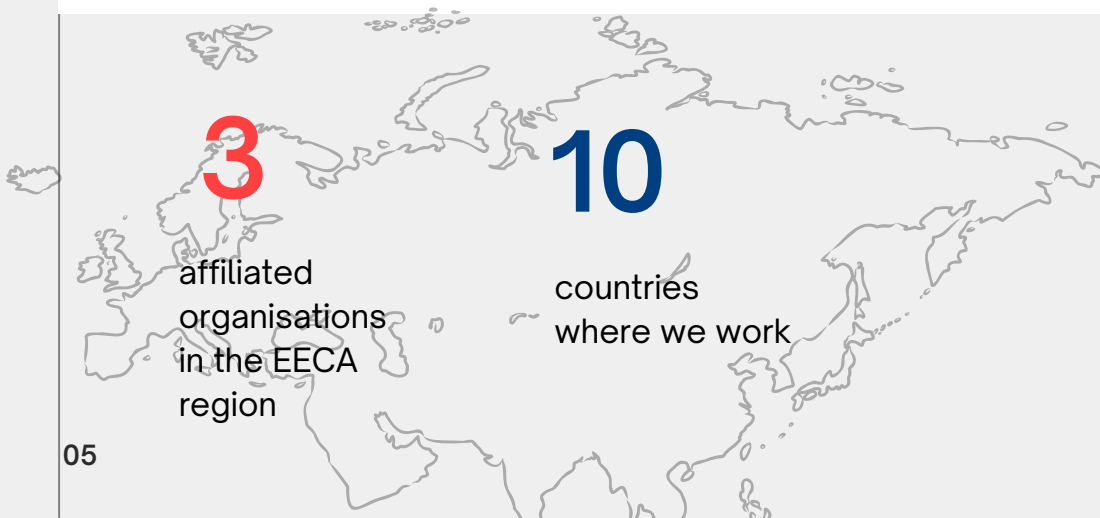 3
affiliated
organisations
in the EECA
region
10
countries
where we work
05